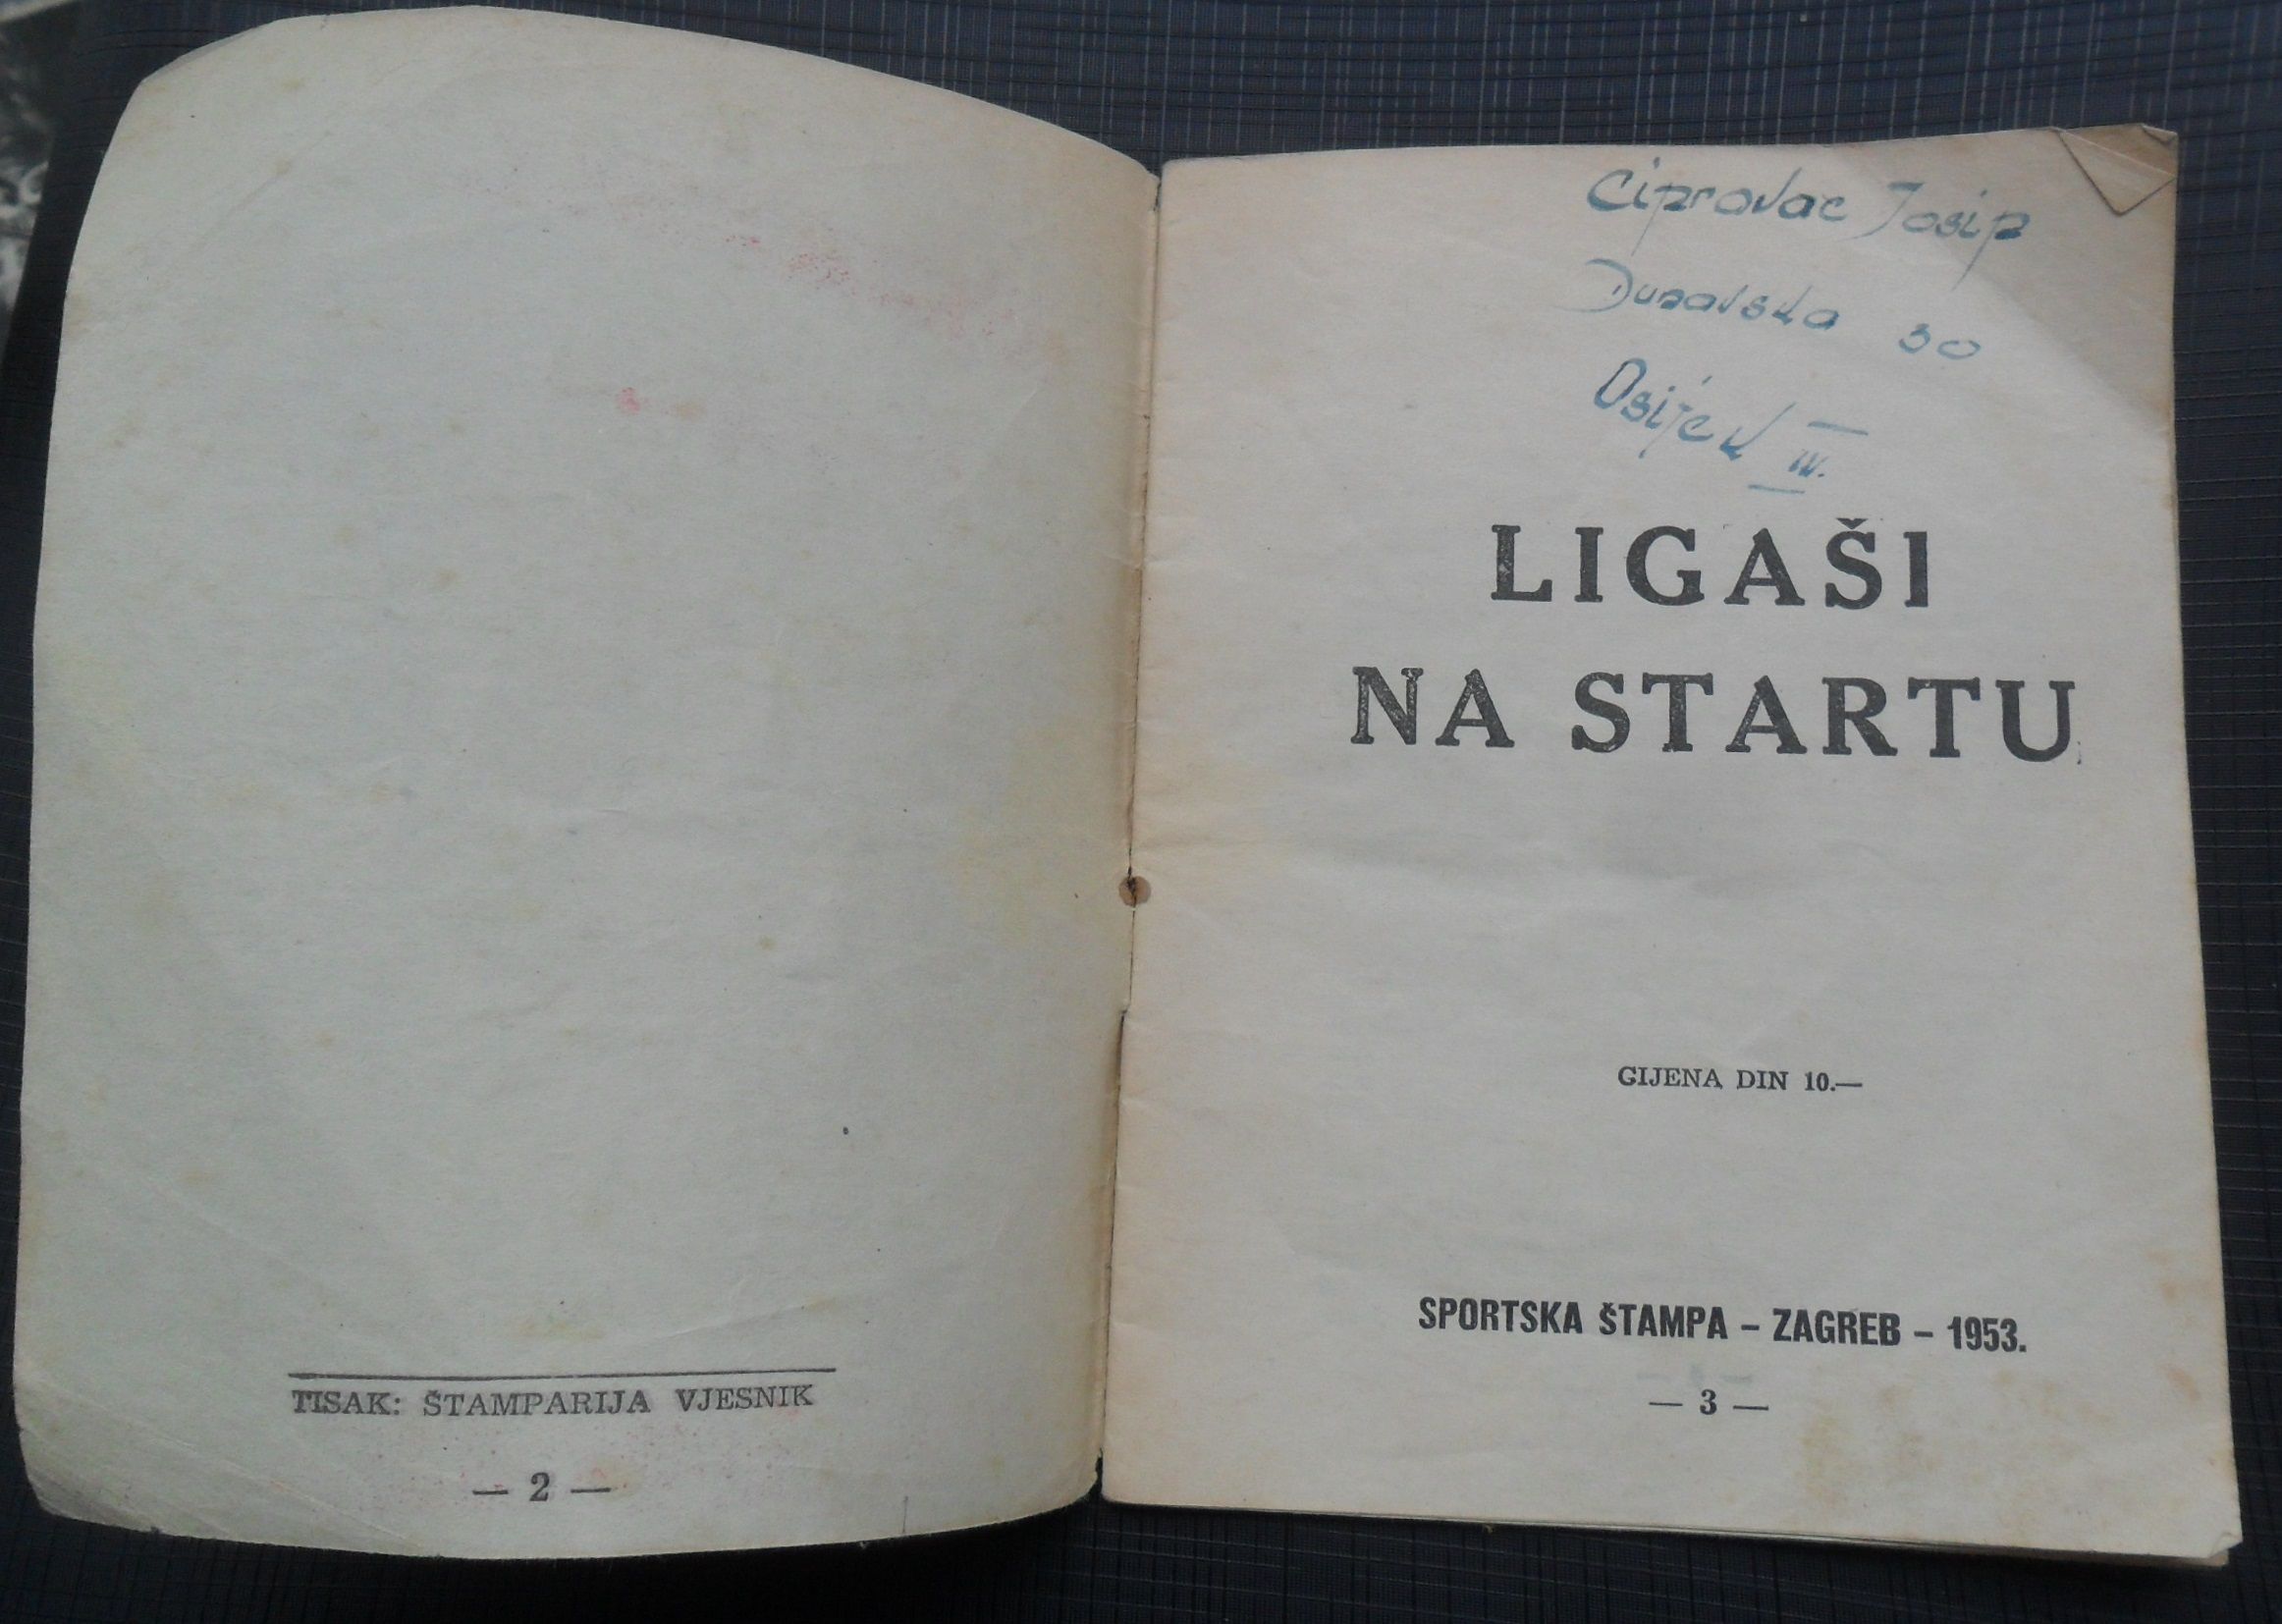 TISAK: ŠTAMPARIJA VJESNIK
— 2 —
Ciprovac Josip
Dunavska 30
Osijek IV.
LIGAŠI
NA STARTU
CIJENA DIN 10.—
SPORTSKA ŠTAMPA – ZAGREB – 1953.
— 3 —